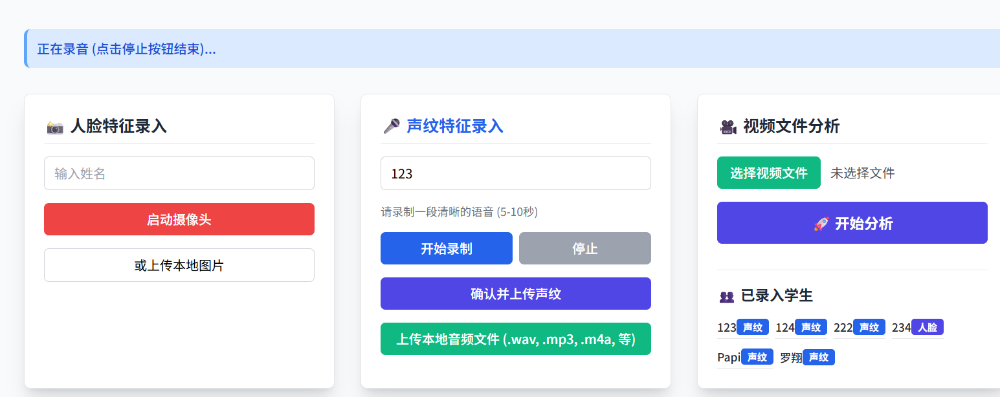 正在录音 (点击停止按钮结束)...
人脸特征录入
输入姓名
启动摄像头
或上传本地图片
声纹特征录入
123
请录制一段清晰的语音 (5-10秒)
开始录制 停止
确认并上传声纹
上传本地音频文件 (.wav, .mp3, .m4a, 等)
视频文件分析
选择视频文件 未选择文件
开始分析
已录入学生
123 声纹 124 声纹 222 声纹 234 人脸
Papi 声纹 罗翔 声纹